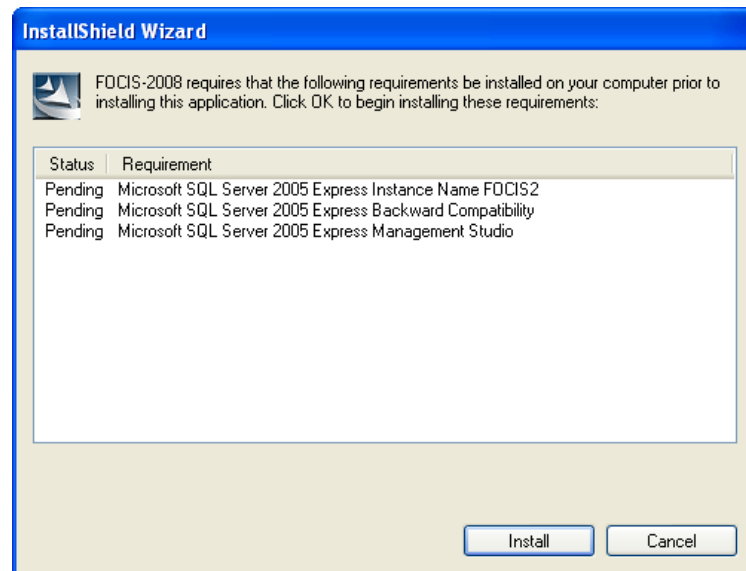 InstallShield Wizard
FOCIS-2008 requires that the following requirements be installed on your computer prior to
installing this application. Click OK to begin installing these requirements:
Status Requirement
Pending Microsoft SQL Server 2005 Express Instance Name FOCIS2
Pending Microsoft SQL Server 2005 Express Backward Compatibility
Pending Microsoft SQL Server 2005 Express Management Studio
Install Cancel